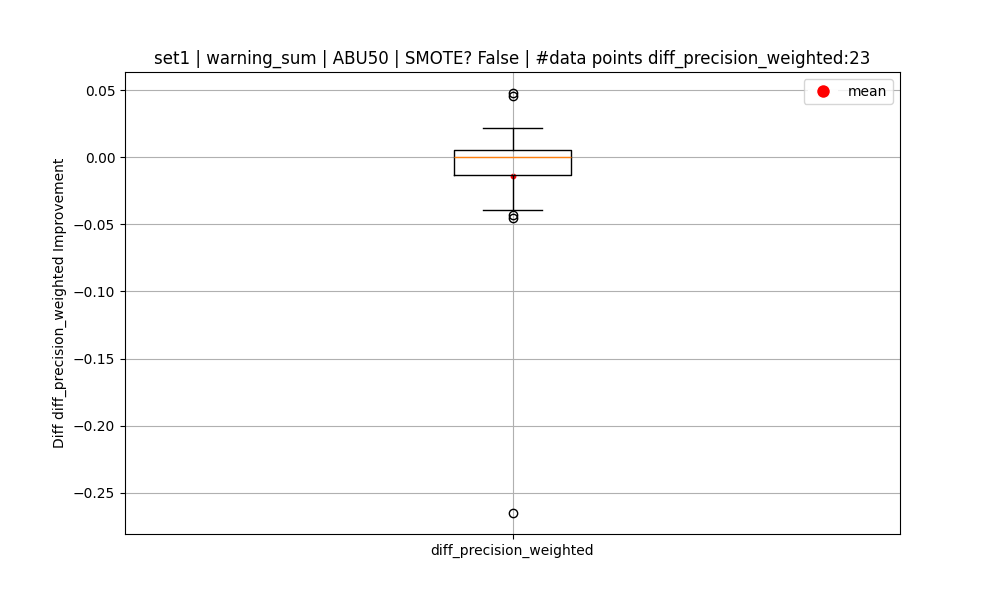 set1 | warning_sum | ABU50 | SMOTE? False | #data points diff_precision_weighted:23
mean
Diff diff_precision_weighted Improvement
0.05
0.00
−0.05
−0.10
−0.15
−0.20
−0.25
diff_precision_weighted